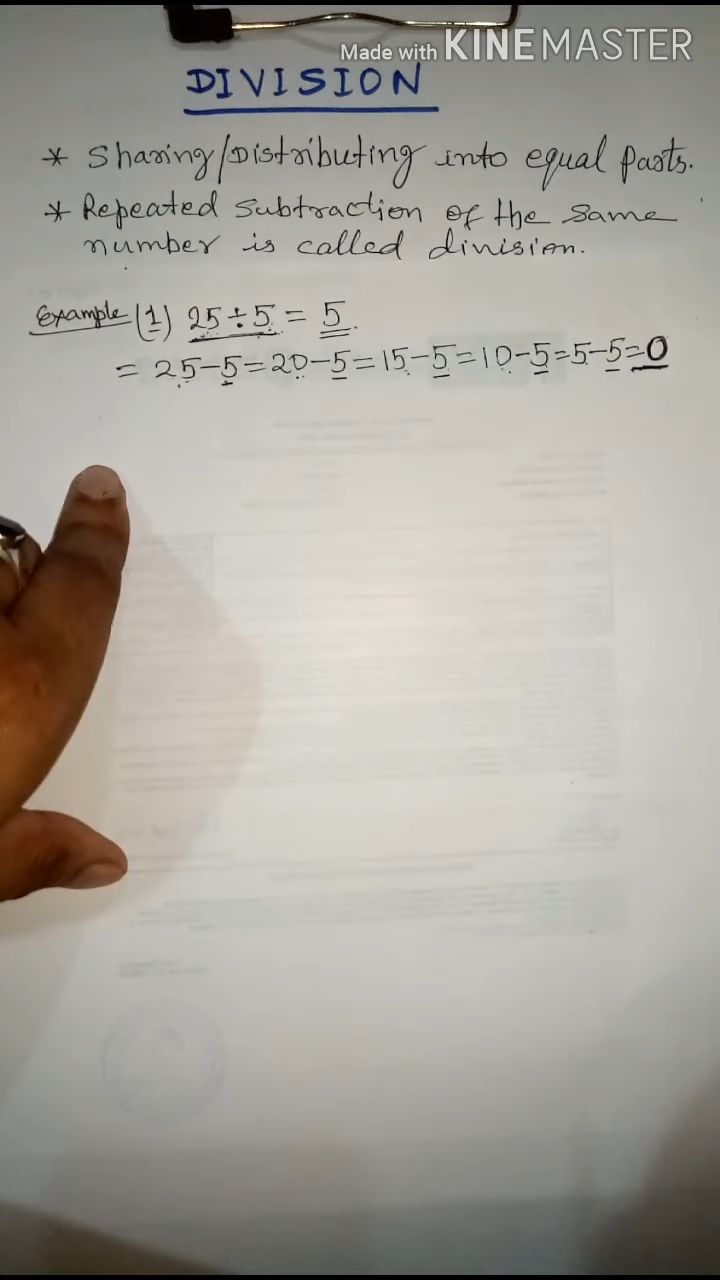 Made with KINEMASTER
DIVISION
* Sharing/Distributing into equal Parts.
* Repeated subtraction of the same
number is called division.
Example (1) 25÷5 = 5
= 25-5=20-5=15-5=10-5=5-5=0